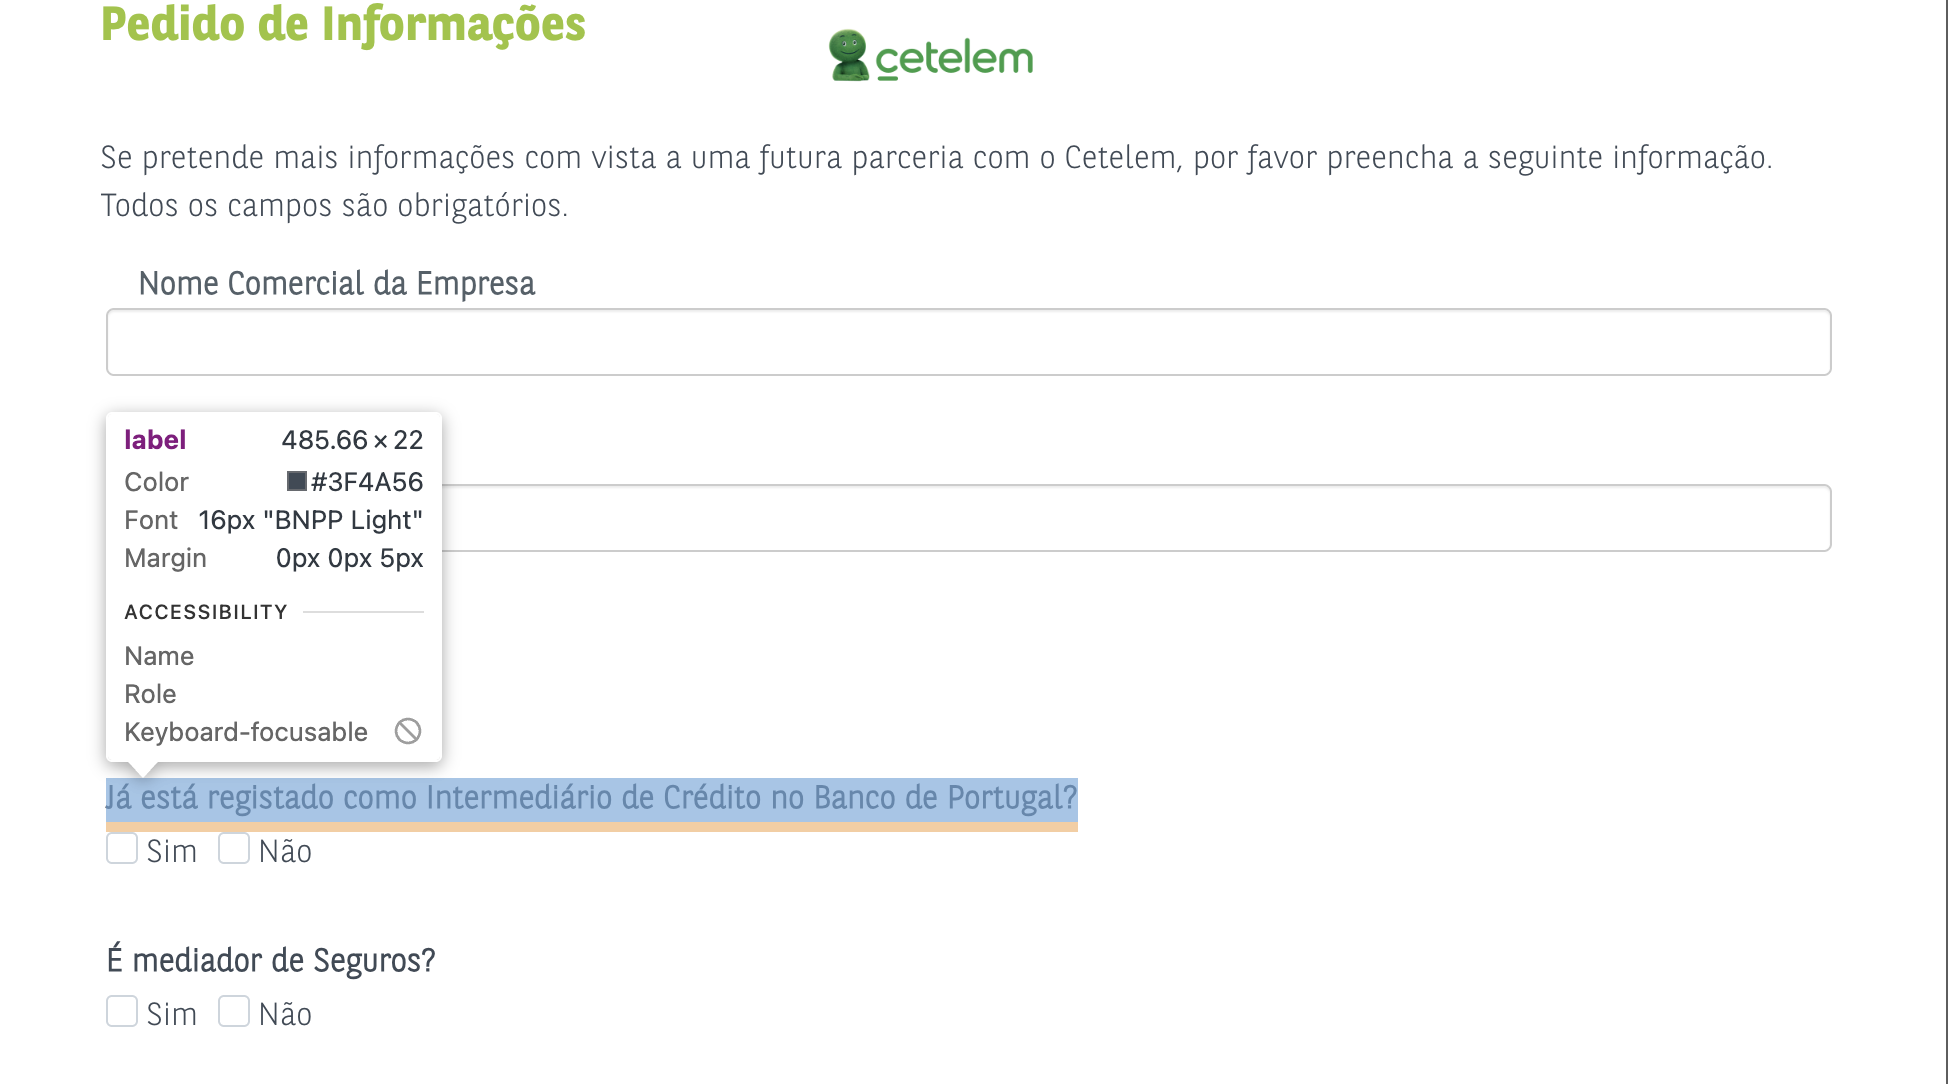 Pedido de Informações
cetelem
Se pretende mais informações com vista a uma futura parceria com o Cetelem, por favor preencha a seguinte informação.
Todos os campos são obrigatórios.
Nome Comercial da Empresa
label 485.66 × 22
Color #3F4A56
Font 16px "BNPP Light"
Margin 0px 0px 5px
ACCESSIBILITY
Name
Role
Keyboard-focusable
Já está registado como Intermediário de Crédito no Banco de Portugal?
Sim Não
É mediador de Seguros?
Sim Não